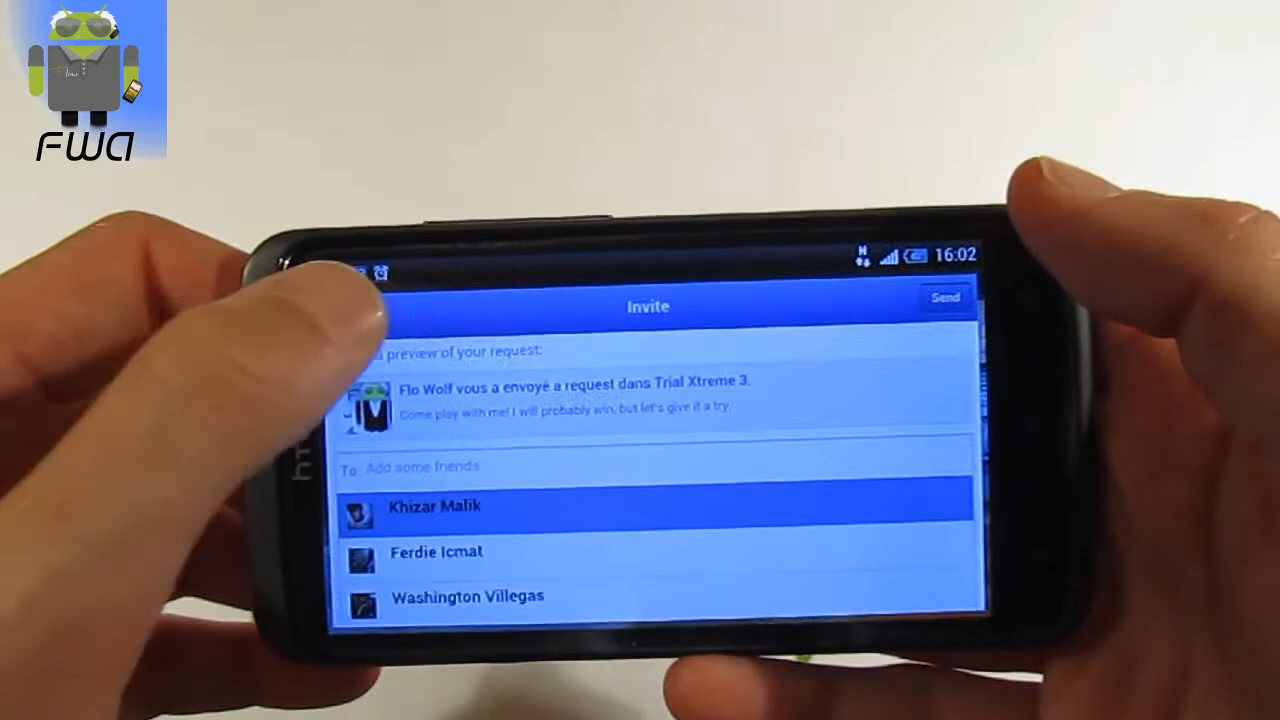 Flow
FWA
16:02
Invite
Send
a preview of your request:
Flo Wolf vous a envoyé a request dans Trial Xtreme 3.
Come play with me! I will probably win, but let's give it a try.
To: Add some friends
Khizar Malik
Ferdie Icmat
Washington Villegas